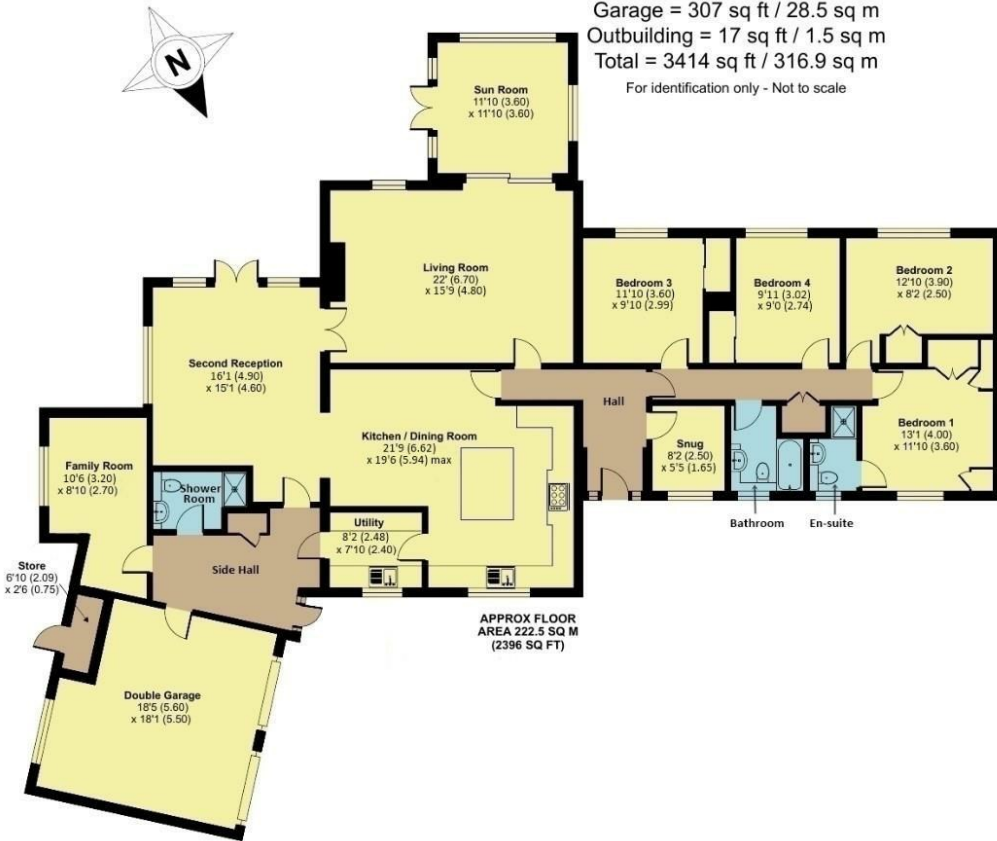 Garage = 307 sq ft / 28.5 sq m
Outbuilding = 17 sq ft / 1.5 sq m
Total = 3414 sq ft / 316.9 sq m
For identification only - Not to scale
N
Sun Room
11'10 (3.60)
x 11'10 (3.60)
Living Room
22' (6.70)
x 15'9 (4.80)
Bedroom 3
11'10 (3.60)
x 9'10 (2.99)
Bedroom 4
9'11 (3.02)
x 9'0 (2.74)
Bedroom 2
12'10 (3.90)
x 8'2 (2.50)
Second Reception
16'1 (4.90)
x 15'1 (4.60)
Kitchen / Dining Room
21'9 (6.62)
x 19'6 (5.94) max
Hall
Snug
8'2 (2.50)
x 5'5 (1.65)
Bedroom 1
13'1 (4.00)
x 11'10 (3.60)
Family Room
10'6 (3.20)
x 8'10 (2.70)
Shower
Room
Utility
8'2 (2.48)
x 7'10 (2.40)
Bathroom
En-suite
Side Hall
Store
6'10 (2.09)
x 2'6 (0.75)
APPROX FLOOR
AREA 222.5 SQ M
(2396 SQ FT)
Double Garage
18'5 (5.60)
x 18'1 (5.50)